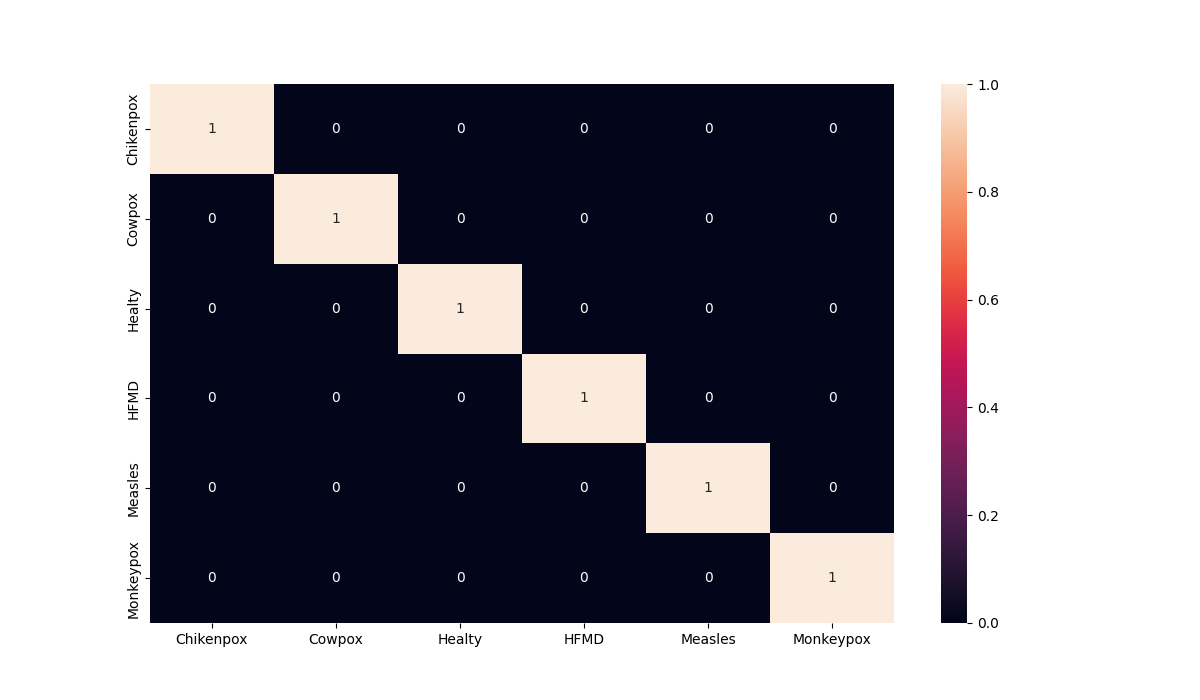 1.0
Chikenpox 1 0 0 0 0 0
0.8
Cowpox 0 1 0 0 0 0
Healty 0 0 1 0 0 0
0.6
HFMD 0 0 0 1 0 0
0.4
Measles 0 0 0 0 1 0
0.2
Monkeypox 0 0 0 0 0 1
0.0
Chikenpox Cowpox Healty HFMD Measles Monkeypox